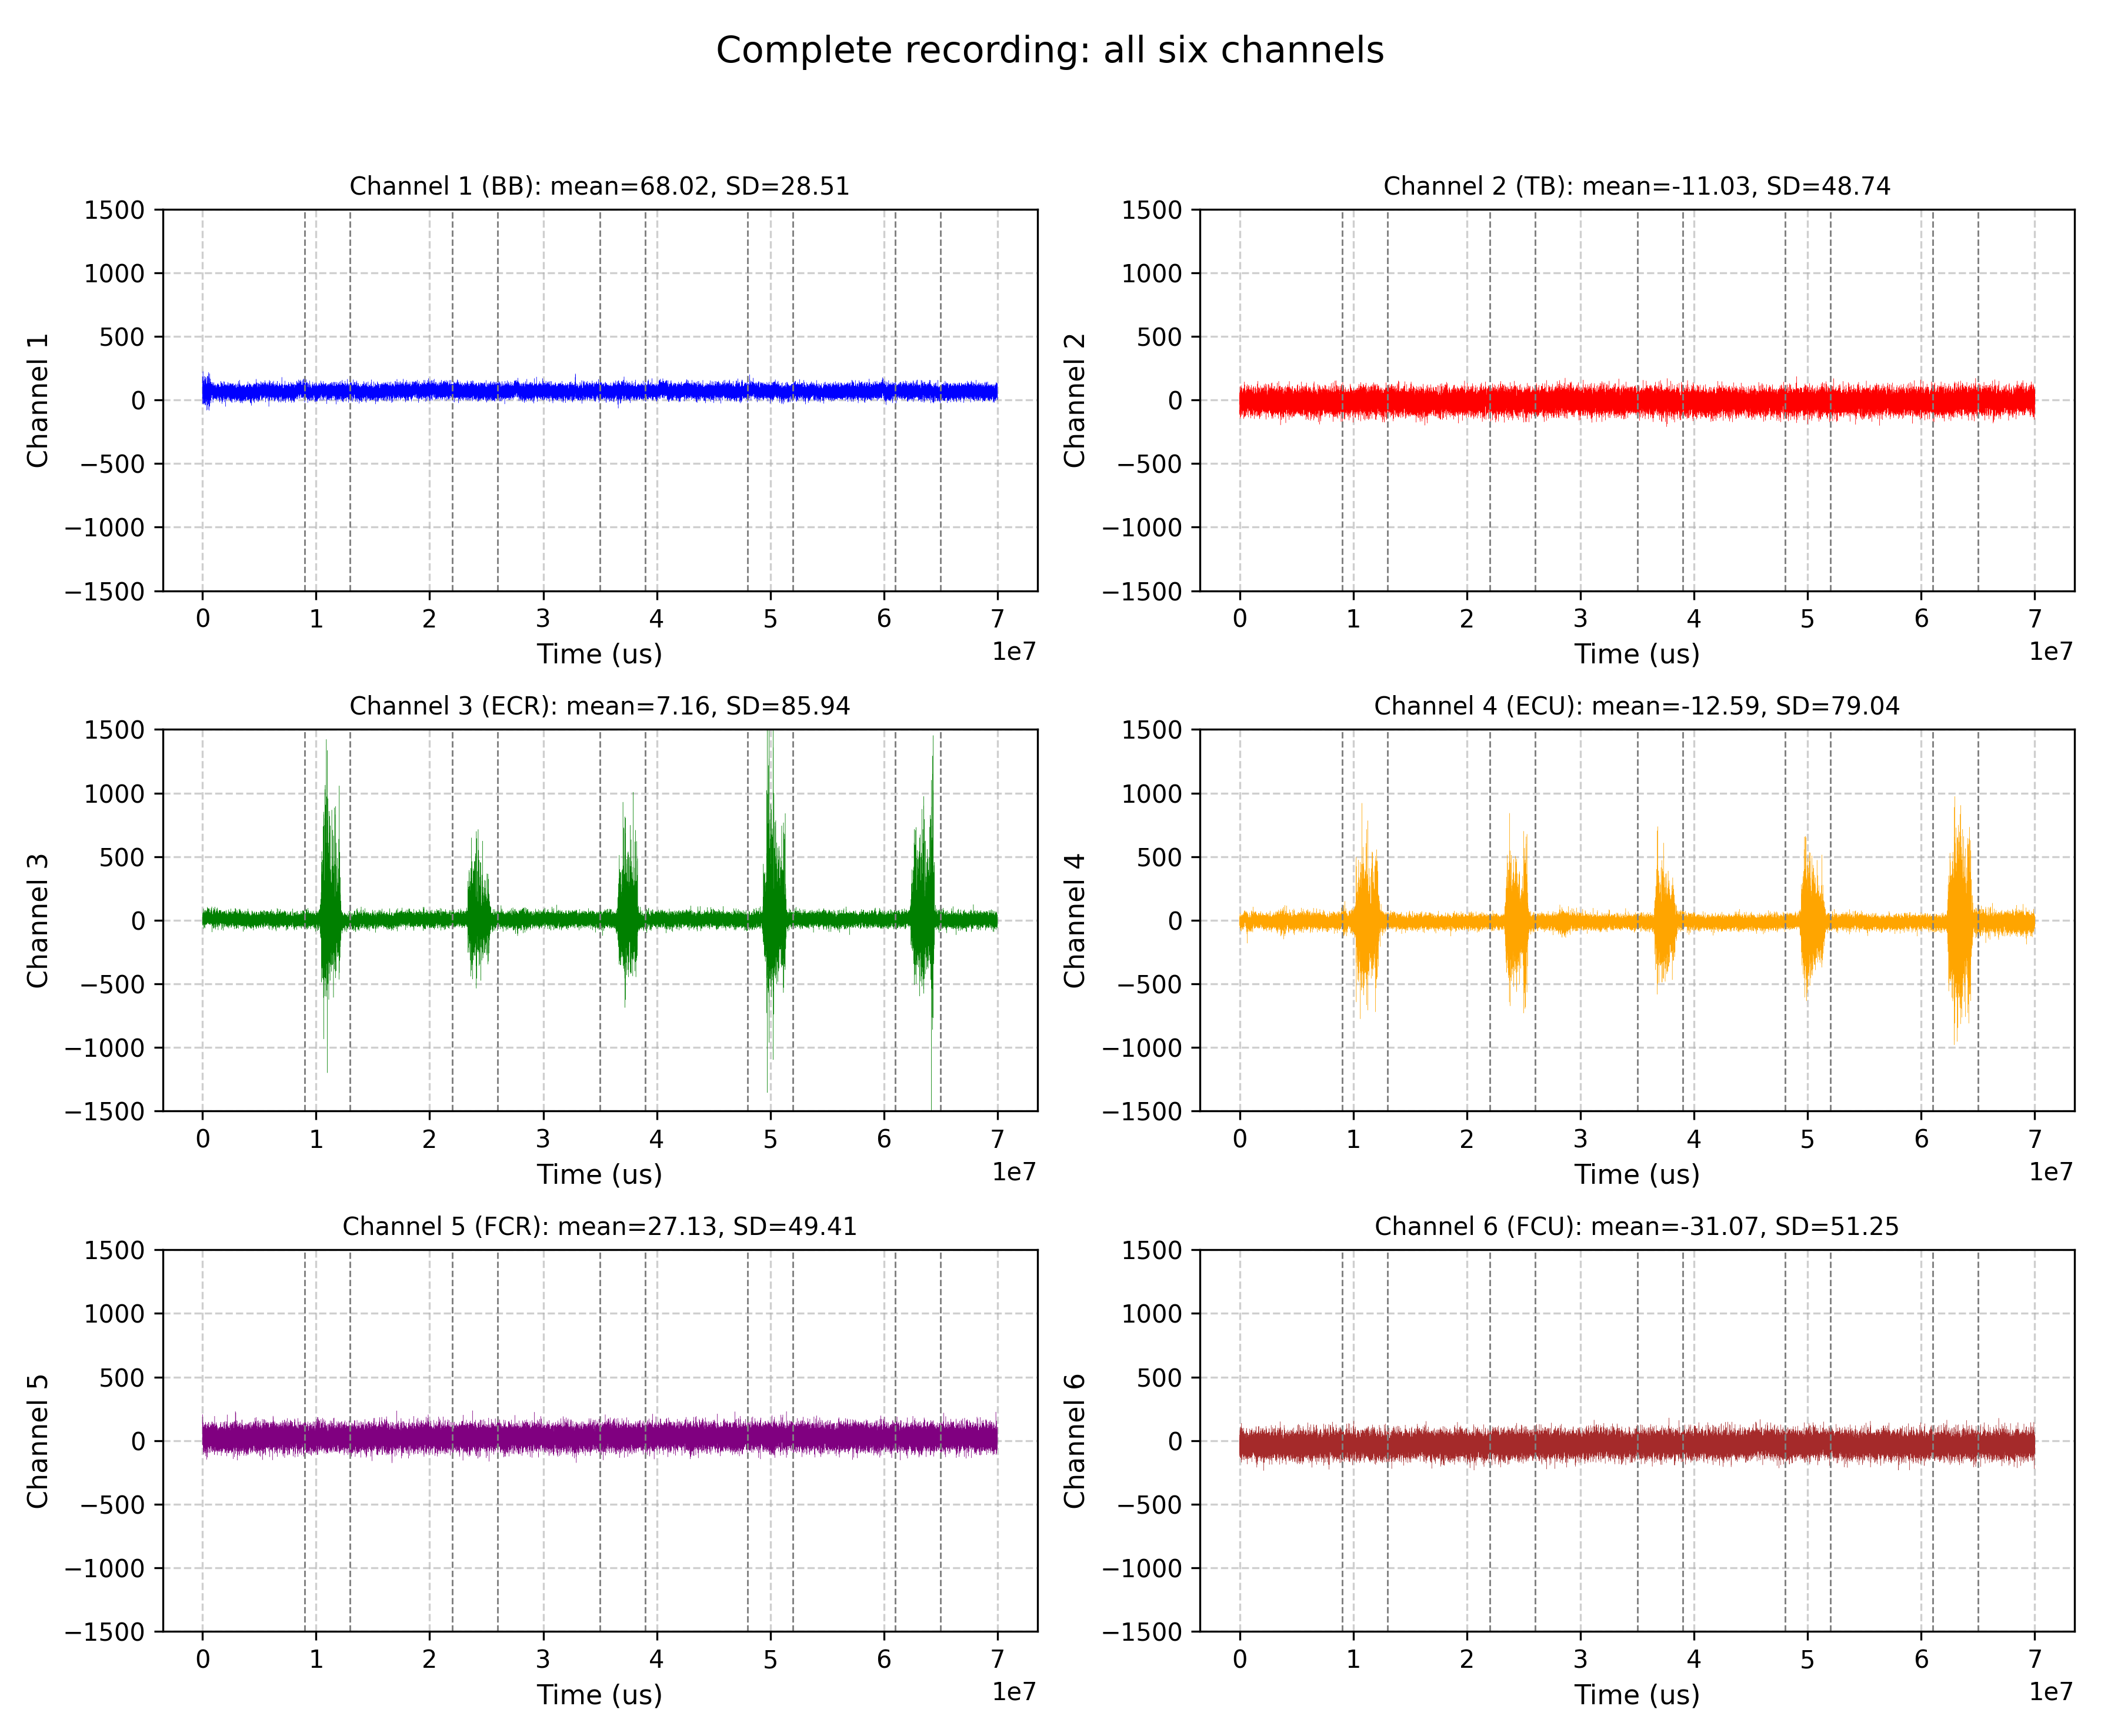 Complete recording: all six channels
Channel 1 (BB): mean=68.02, SD=28.51
1500
1000
500
0
−500
−1000
−1500
Channel 1
0 1 2 3 4 5 6 7
Time (us)
1e7
Channel 2 (TB): mean=-11.03, SD=48.74
1500
1000
500
0
−500
−1000
−1500
Channel 2
0 1 2 3 4 5 6 7
Time (us)
1e7
Channel 3 (ECR): mean=7.16, SD=85.94
1500
1000
500
0
−500
−1000
−1500
Channel 3
0 1 2 3 4 5 6 7
Time (us)
1e7
Channel 4 (ECU): mean=-12.59, SD=79.04
1500
1000
500
0
−500
−1000
−1500
Channel 4
0 1 2 3 4 5 6 7
Time (us)
1e7
Channel 5 (FCR): mean=27.13, SD=49.41
1500
1000
500
0
−500
−1000
−1500
Channel 5
0 1 2 3 4 5 6 7
Time (us)
1e7
Channel 6 (FCU): mean=-31.07, SD=51.25
1500
1000
500
0
−500
−1000
−1500
Channel 6
0 1 2 3 4 5 6 7
Time (us)
1e7